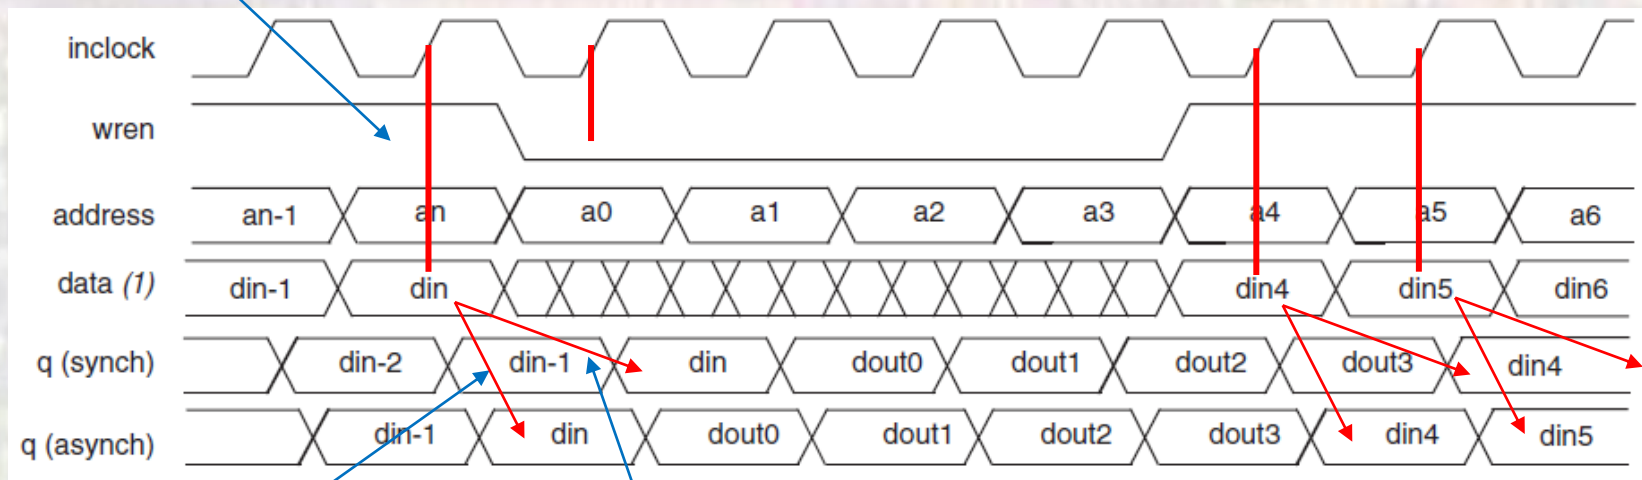 inclock
wren
address an-1 an a0 a1 a2 a3 a4 a5 a6
data (1) din-1 din din4 din5 din6
q (synch) din-2 din-1 din dout0 dout1 dout2 dout3 din4
q (asynch) din-1 din dout0 dout1 dout2 dout3 din4 din5